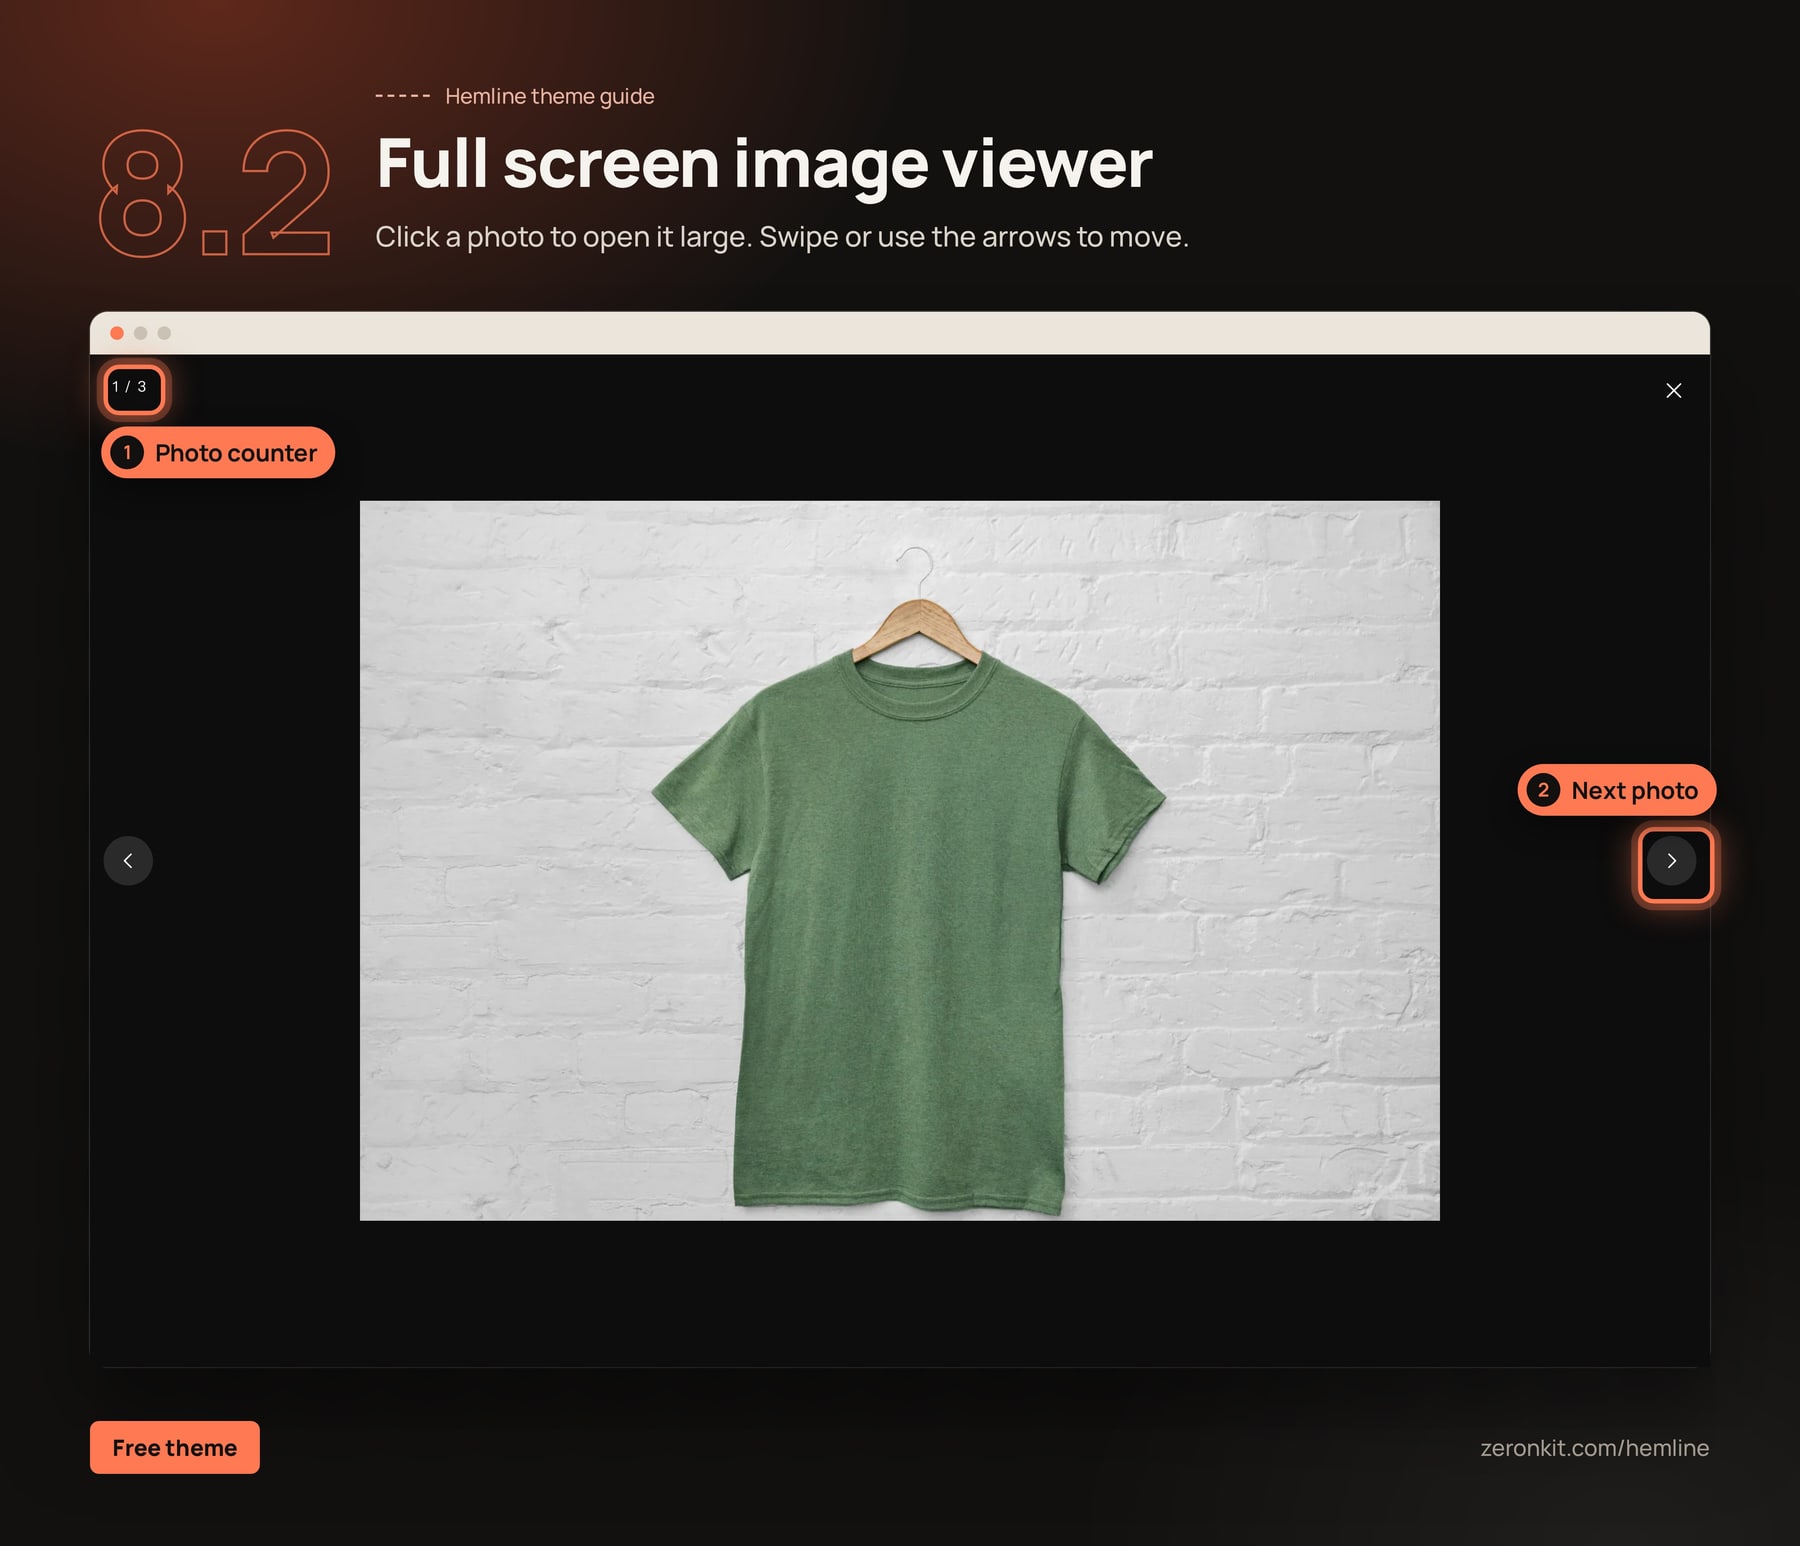 Hemline theme guide
8.2
Full screen image viewer
Click a photo to open it large. Swipe or use the arrows to move.
1 / 3
1 Photo counter
2 Next photo
Free theme
zeronkit.com/hemline